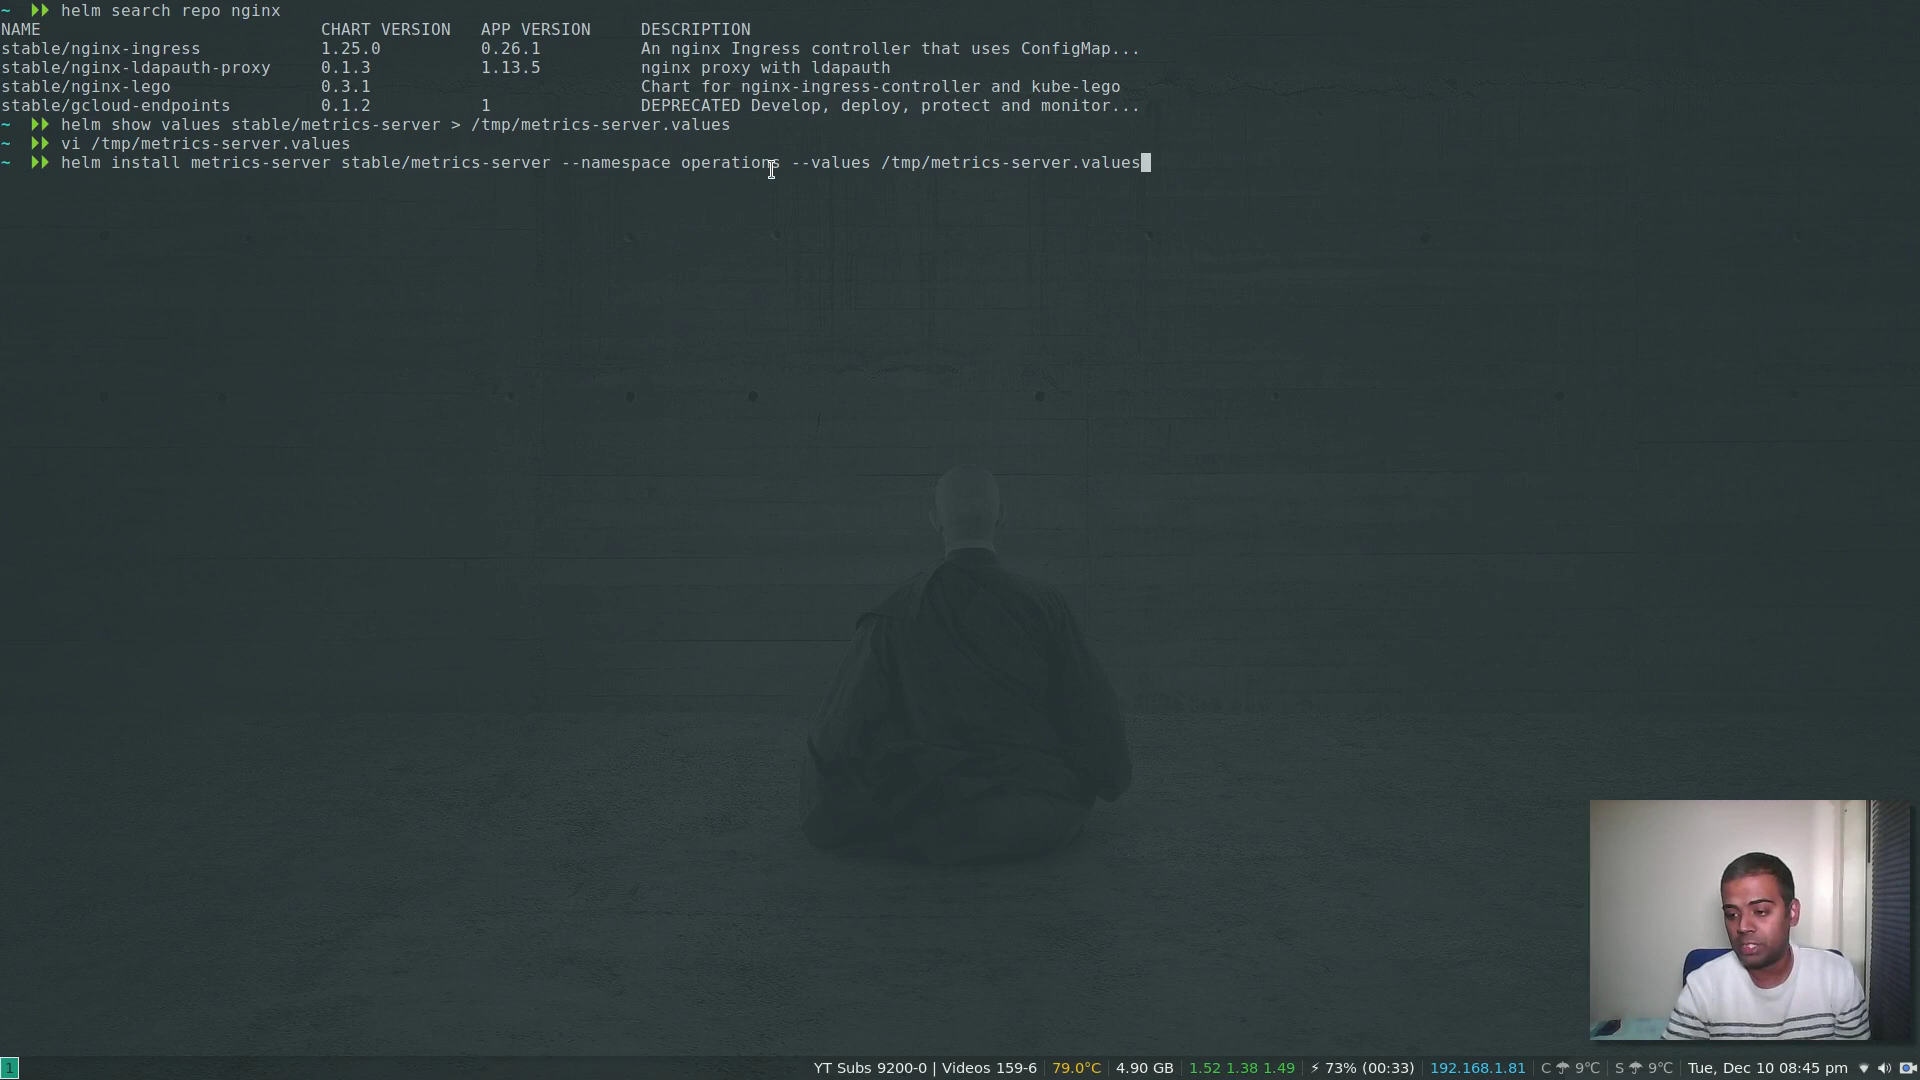 ~ helm search repo nginx
NAME CHART VERSION APP VERSION DESCRIPTION
stable/nginx-ingress 1.25.0 0.26.1 An nginx Ingress controller that uses ConfigMap...
stable/nginx-ldapauth-proxy 0.1.3 1.13.5 nginx proxy with ldapauth
stable/nginx-lego 0.3.1 Chart for nginx-ingress-controller and kube-lego
stable/gcloud-endpoints 0.1.2 1 DEPRECATED Develop, deploy, protect and monitor...
~ helm show values stable/metrics-server > /tmp/metrics-server.values
~ vi /tmp/metrics-server.values
~ helm install metrics-server stable/metrics-server --namespace operations --values /tmp/metrics-server.values
1 YT Subs 9200-0 | Videos 159-6 79.0°C 4.90 GB 1.52 1.38 1.49 ⚡ 73% (00:33) 192.168.1.81 C ☂ 9°C S ☂ 9°C Tue, Dec 10 08:45 pm